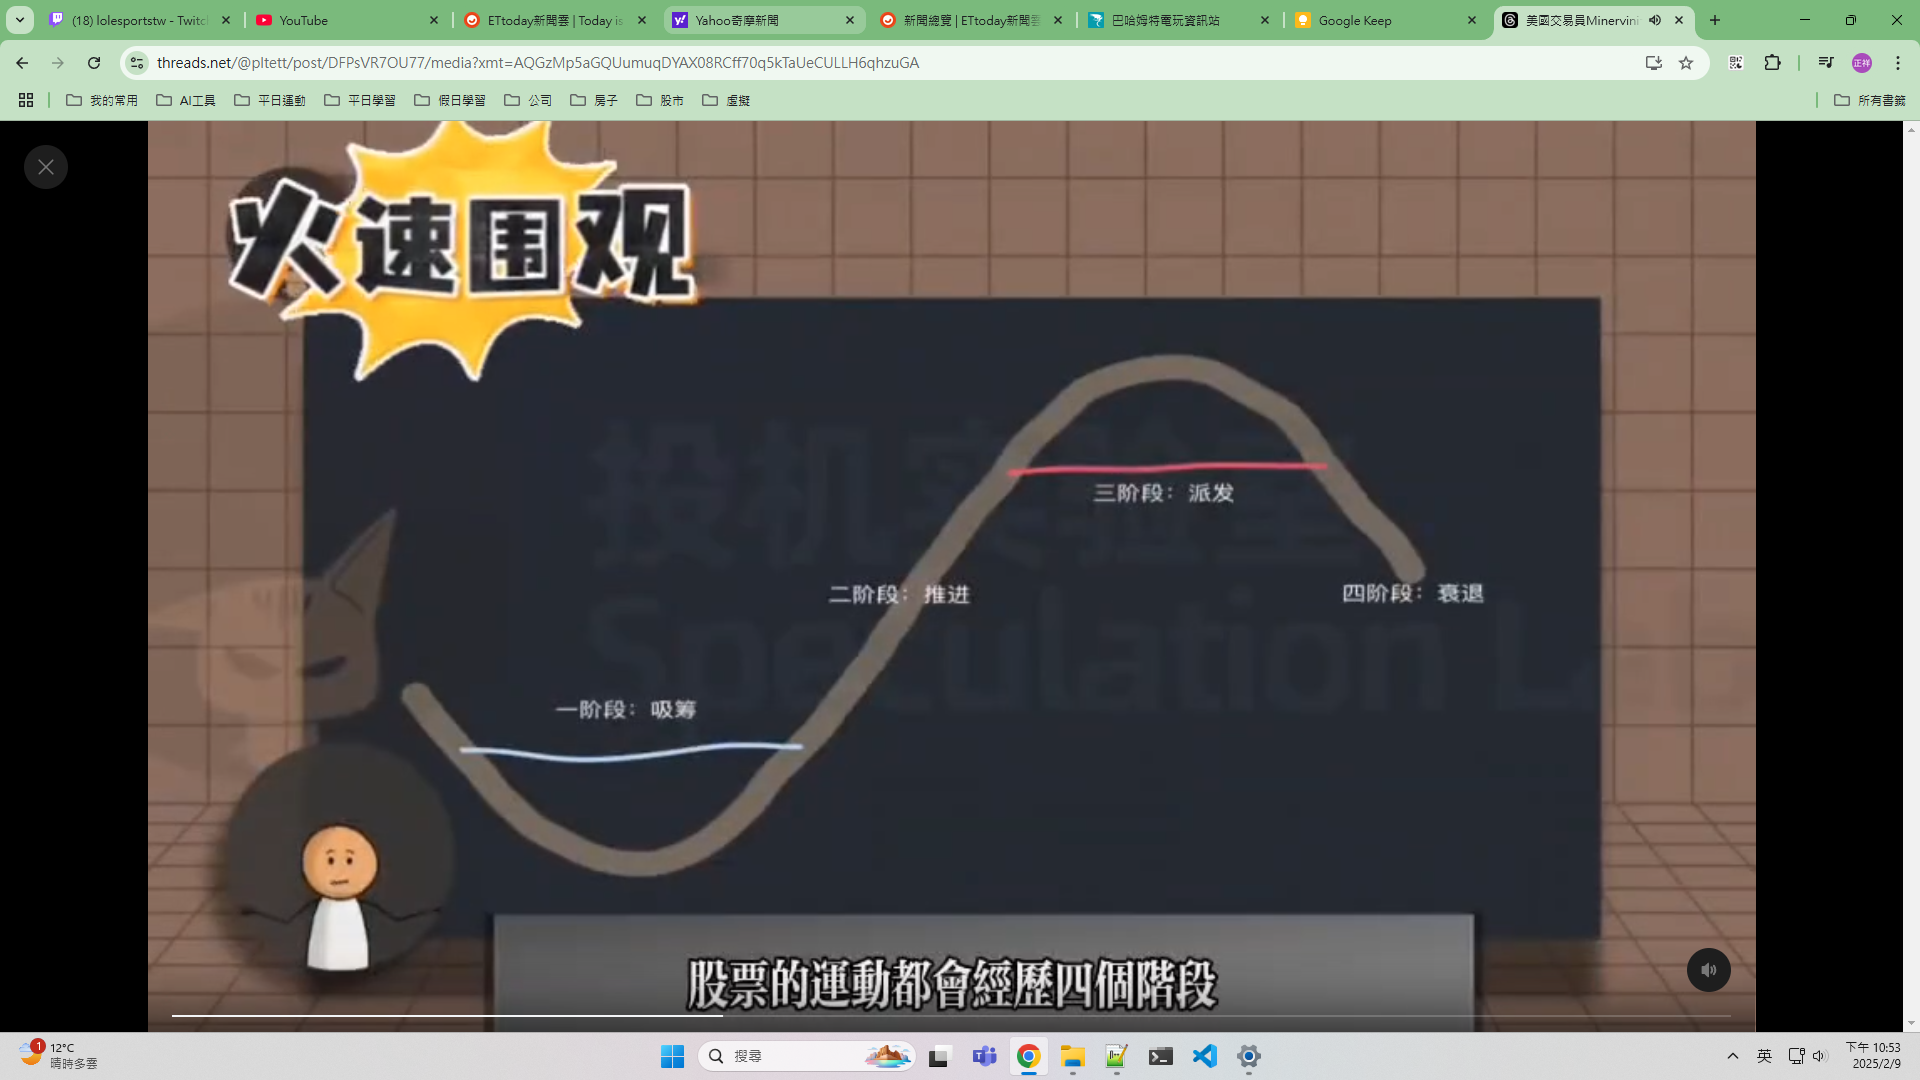 (18) lolesportstw - Twitch
YouTube
ETtoday新聞雲 | Today is
Yahoo奇摩新聞
新聞總覽 | ETtoday新聞雲
巴哈姆特電玩資訊站
Google Keep
美國交易員Minervini
threads.net/@pltett/post/DFPsVR7OU77/media?xmt=AQGzMp5aGQUumuqDYAX08RCff70q5kTaUeCULLH6qhzuGA
正祥
我的常用
AI工具
平日運動
平日學習
假日學習
公司
房子
股市
虛擬
所有書籤
火速围观
投机实验室
Speculation L
三阶段：派发
二阶段：推进
四阶段：衰退
一阶段：吸筹
股票的運動都會經歷四個階段
1
12°C
晴時多雲
搜尋
英
下午 10:53
2025/2/9